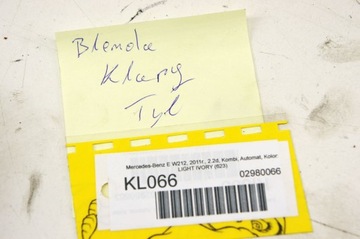 Blenda
Klapy
Tył
Mercedes-Benz E W212, 2011r., 2.2d, Kombi, Automat, Kolor:
LIGHT IVORY (623)
KL066
02980066